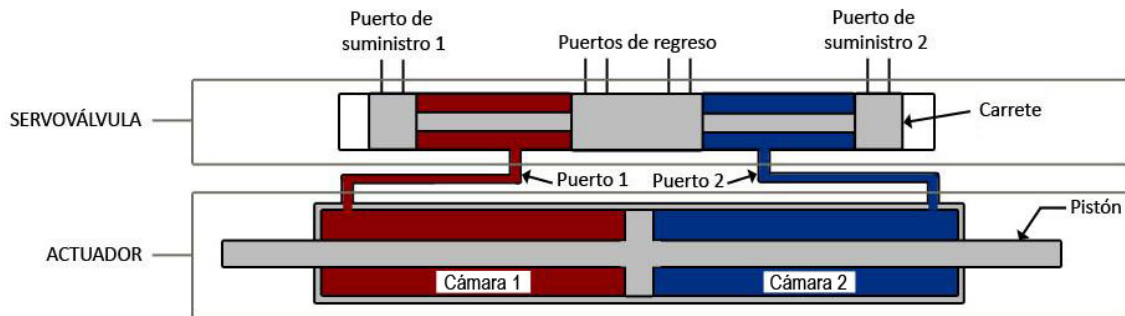 Puerto de
suministro 1
Puertos de regreso
Puerto de
suministro 2
SERVOVÁLVULA
Carrete
Puerto 1
Puerto 2
Pistón
ACTUADOR
Cámara 1
Cámara 2